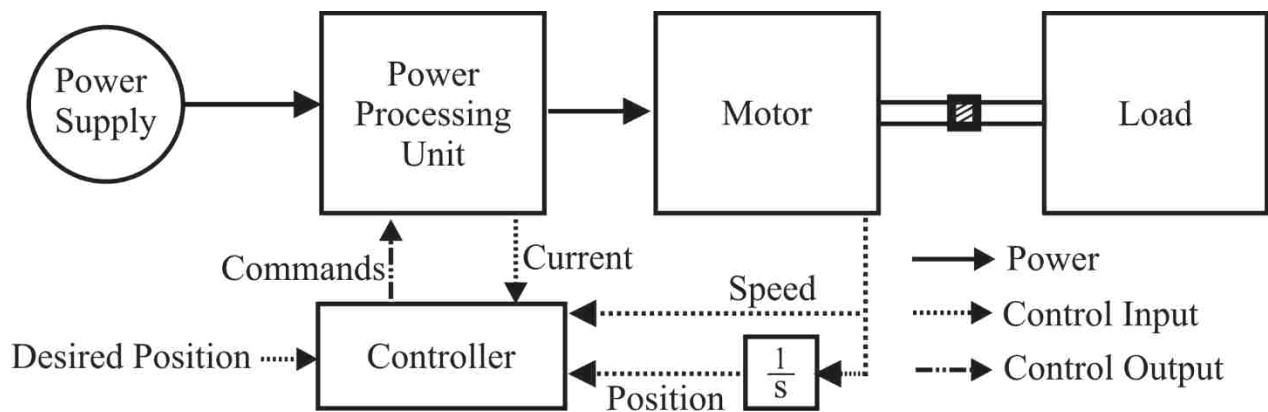 Power
Supply
Power
Processing
Unit
Motor
Load
Commands
Current
Speed
Power
Control Input
Control Output
Desired Position
Controller
Position
1
s